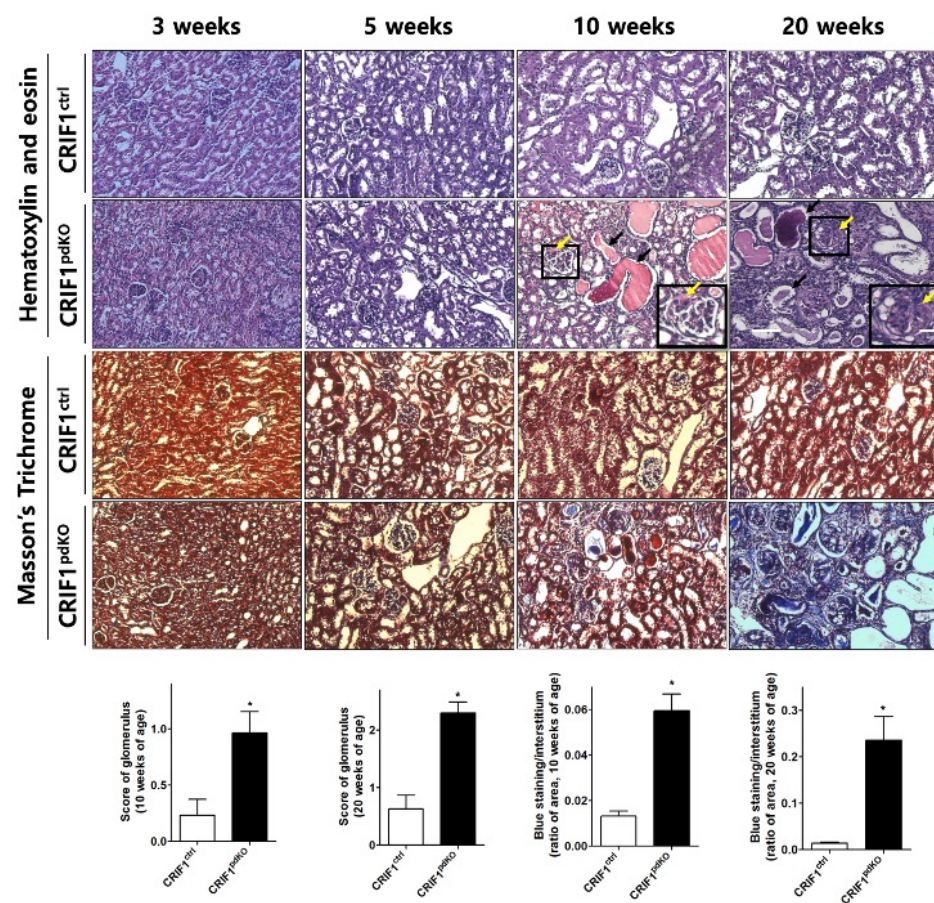 3 weeks
5 weeks
10 weeks
20 weeks
Hematoxylin and eosin
CRIF1ctrl
CRIF1pdKO
Masson's Trichrome
CRIF1ctrl
CRIF1pdKO
Score of glomerulus
(10 weeks of age)
1.0
0.5
0.0
*
CRIF1ctrl
CRIF1pdKO
Score of glomerulus
(20 weeks of age)
2
1
0
*
CRIF1ctrl
CRIF1pdKO
Blue staining/interstitium
(ratio of area, 10 weeks of age)
0.06
0.04
0.02
0.00
*
CRIF1ctrl
CRIF1pdKO
Blue staining/interstitium
(ratio of area, 20 weeks of age)
0.3
0.2
0.1
0.0
*
CRIF1ctrl
CRIF1pdKO